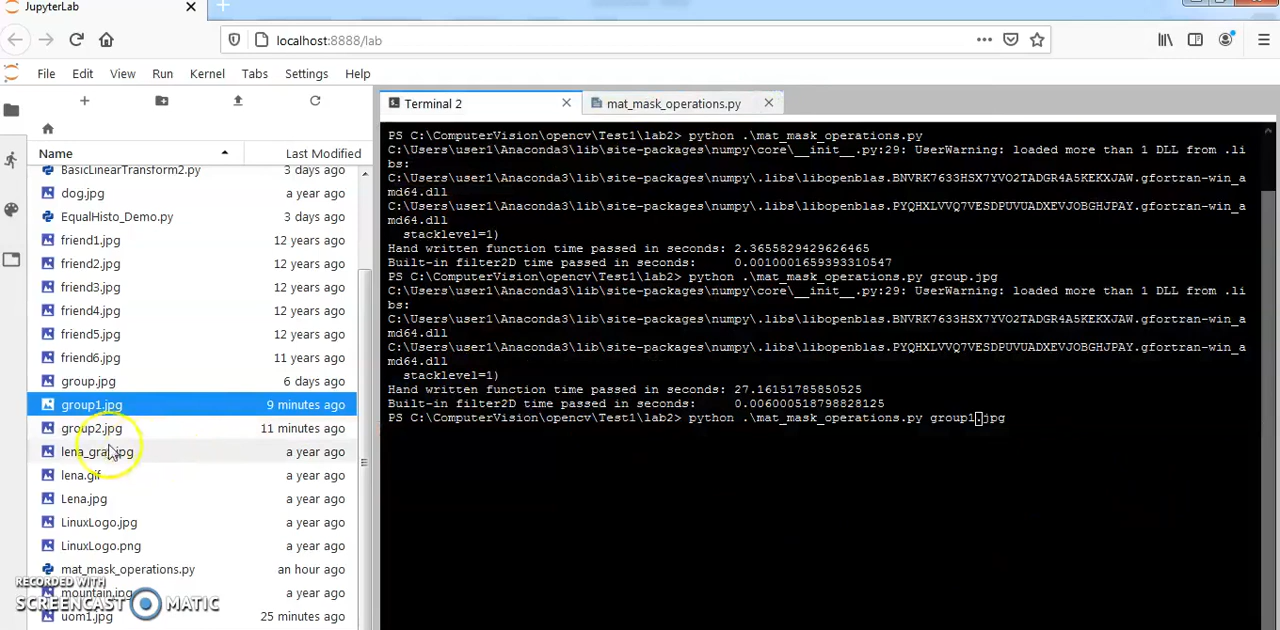 JupyterLab
localhost:8888/lab
File Edit View Run Kernel Tabs Settings Help
Terminal 2
mat_mask_operations.py
Name Last Modified
BasicLinearTransform2.py 3 days ago
dog.jpg a year ago
EqualHisto_Demo.py 3 days ago
friend1.jpg 12 years ago
friend2.jpg 12 years ago
friend3.jpg 12 years ago
friend4.jpg 12 years ago
friend5.jpg 12 years ago
friend6.jpg 11 years ago
group.jpg 6 days ago
group1.jpg 9 minutes ago
group2.jpg 11 minutes ago
lena_gray.jpg a year ago
lena.gif a year ago
Lena.jpg a year ago
LinuxLogo.jpg a year ago
LinuxLogo.png a year ago
mat_mask_operations.py an hour ago
mountain.jpg a year ago
uom1.jpg 25 minutes ago
RECORDED WITH
SCREENCAST MATIC
PS C:\ComputerVision\opencv\Test1\lab2> python .\mat_mask_operations.py
C:\Users\user1\Anaconda3\lib\site-packages\numpy\core\__init__.py:29: UserWarning: loaded more than 1 DLL from .li
bs:
C:\Users\user1\Anaconda3\lib\site-packages\numpy\.libs\libopenblas.BNVRK7633HSX7YVO2TADGR4A5KEKXJAW.gfortran-win_a
md64.dll
C:\Users\user1\Anaconda3\lib\site-packages\numpy\.libs\libopenblas.PYQHXLVVQ7VESDPUVUADXEVJOBGHJPAY.gfortran-win_a
md64.dll
stacklevel=1)
Hand written function time passed in seconds: 2.3655829429626465
Built-in filter2D time passed in seconds: 0.0010001659393310547
PS C:\ComputerVision\opencv\Test1\lab2> python .\mat_mask_operations.py group.jpg
C:\Users\user1\Anaconda3\lib\site-packages\numpy\core\__init__.py:29: UserWarning: loaded more than 1 DLL from .li
bs:
C:\Users\user1\Anaconda3\lib\site-packages\numpy\.libs\libopenblas.BNVRK7633HSX7YVO2TADGR4A5KEKXJAW.gfortran-win_a
md64.dll
C:\Users\user1\Anaconda3\lib\site-packages\numpy\.libs\libopenblas.PYQHXLVVQ7VESDPUVUADXEVJOBGHJPAY.gfortran-win_a
md64.dll
stacklevel=1)
Hand written function time passed in seconds: 27.16151785850525
Built-in filter2D time passed in seconds: 0.006000518798828125
PS C:\ComputerVision\opencv\Test1\lab2> python .\mat_mask_operations.py group1.jpg